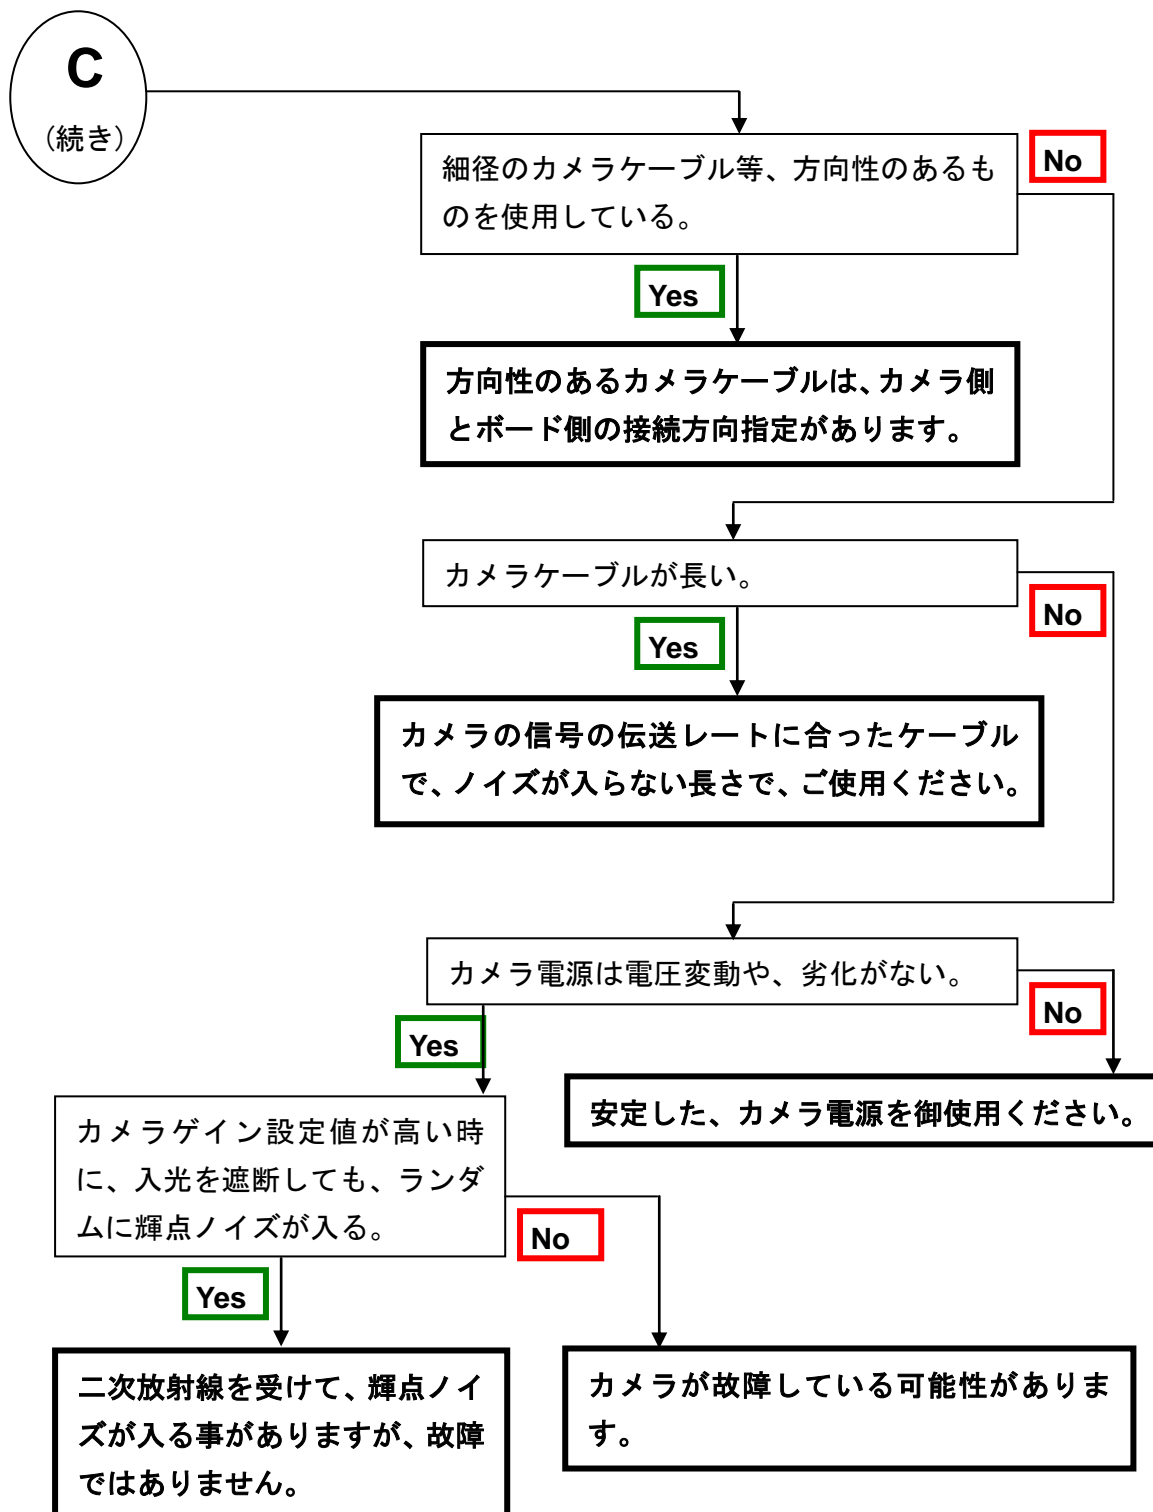 C
(続き)
No
細径のカメラケーブル等、方向性のあるも
のを使用している。
Yes
方向性のあるカメラケーブルは、カメラ側
とボード側の接続方向指定があります。
カメラケーブルが長い。
No
Yes
カメラの信号の伝送レートに合ったケーブル
で、ノイズが入らない長さで、ご使用ください。
カメラ電源は電圧変動や、劣化がない。
No
Yes
安定した、カメラ電源を御使用ください。
カメラゲイン設定値が高い時
に、入光を遮断しても、ランダ
ムに輝点ノイズが入る。
No
Yes
二次放射線を受けて、輝点ノイ
ズが入る事がありますが、故障
ではありません。
カメラが故障している可能性がありま
す。